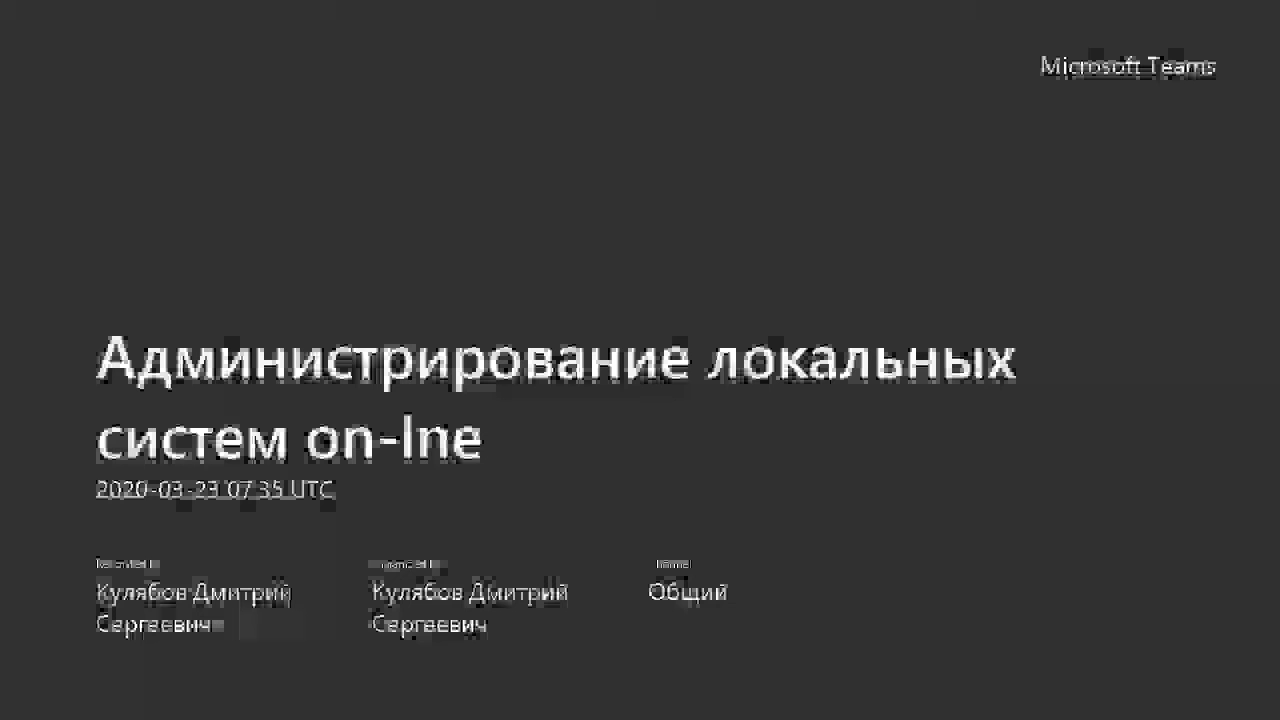 Microsoft Teams
Администрирование локальных
систем on-lne
2020-03-23 07:35 UTC
Кулябов Дмитрий
Сергеевич
Кулябов Дмитрий
Сергеевич
Общий